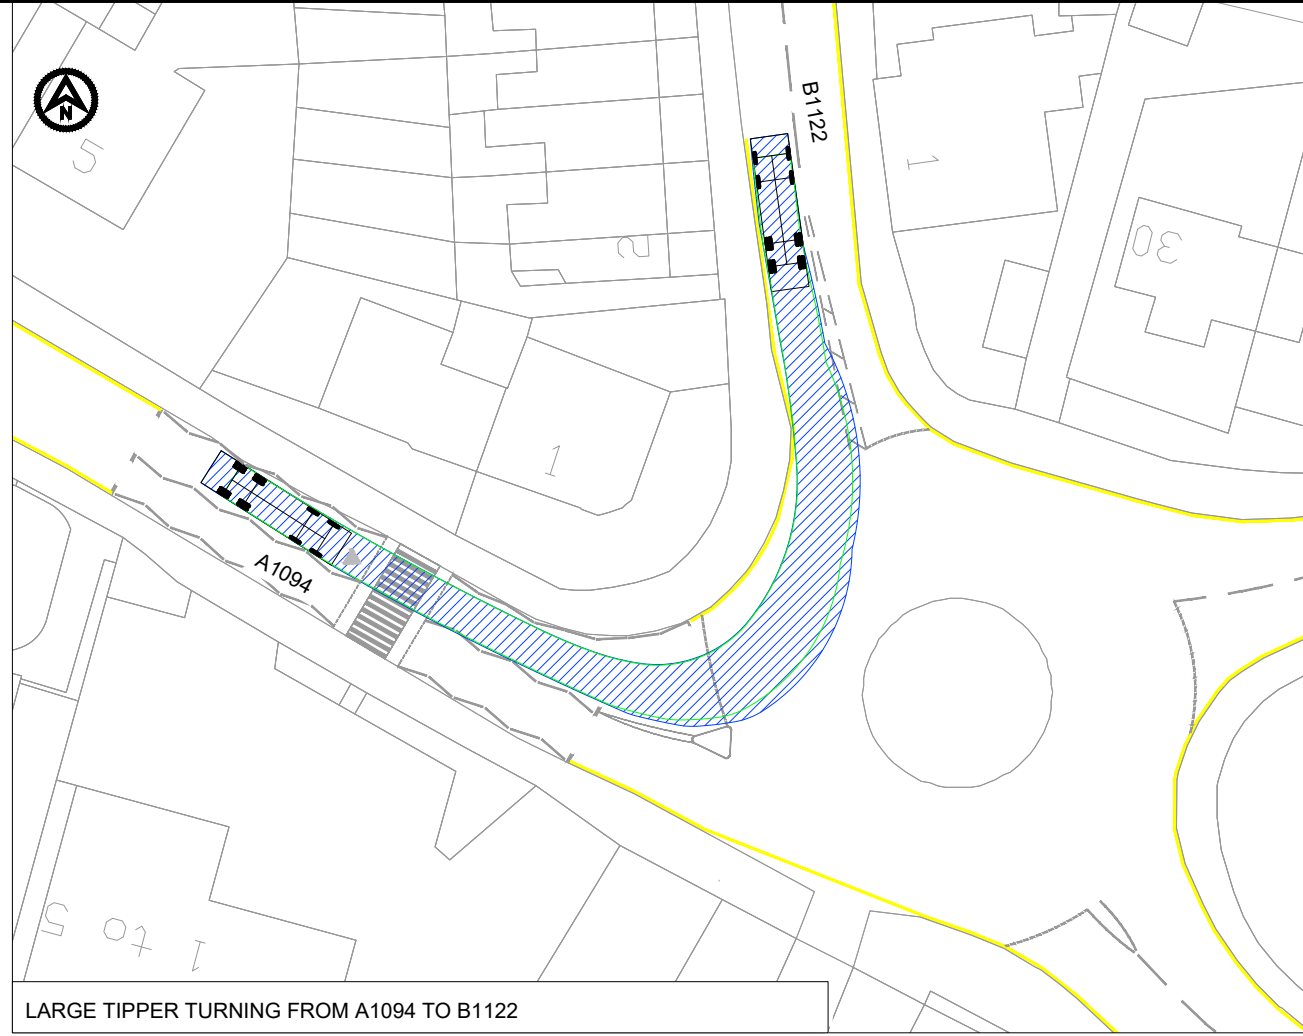 N
5
B1122
1
2
30
1
A1094
1 to 5
LARGE TIPPER TURNING FROM A1094 TO B1122